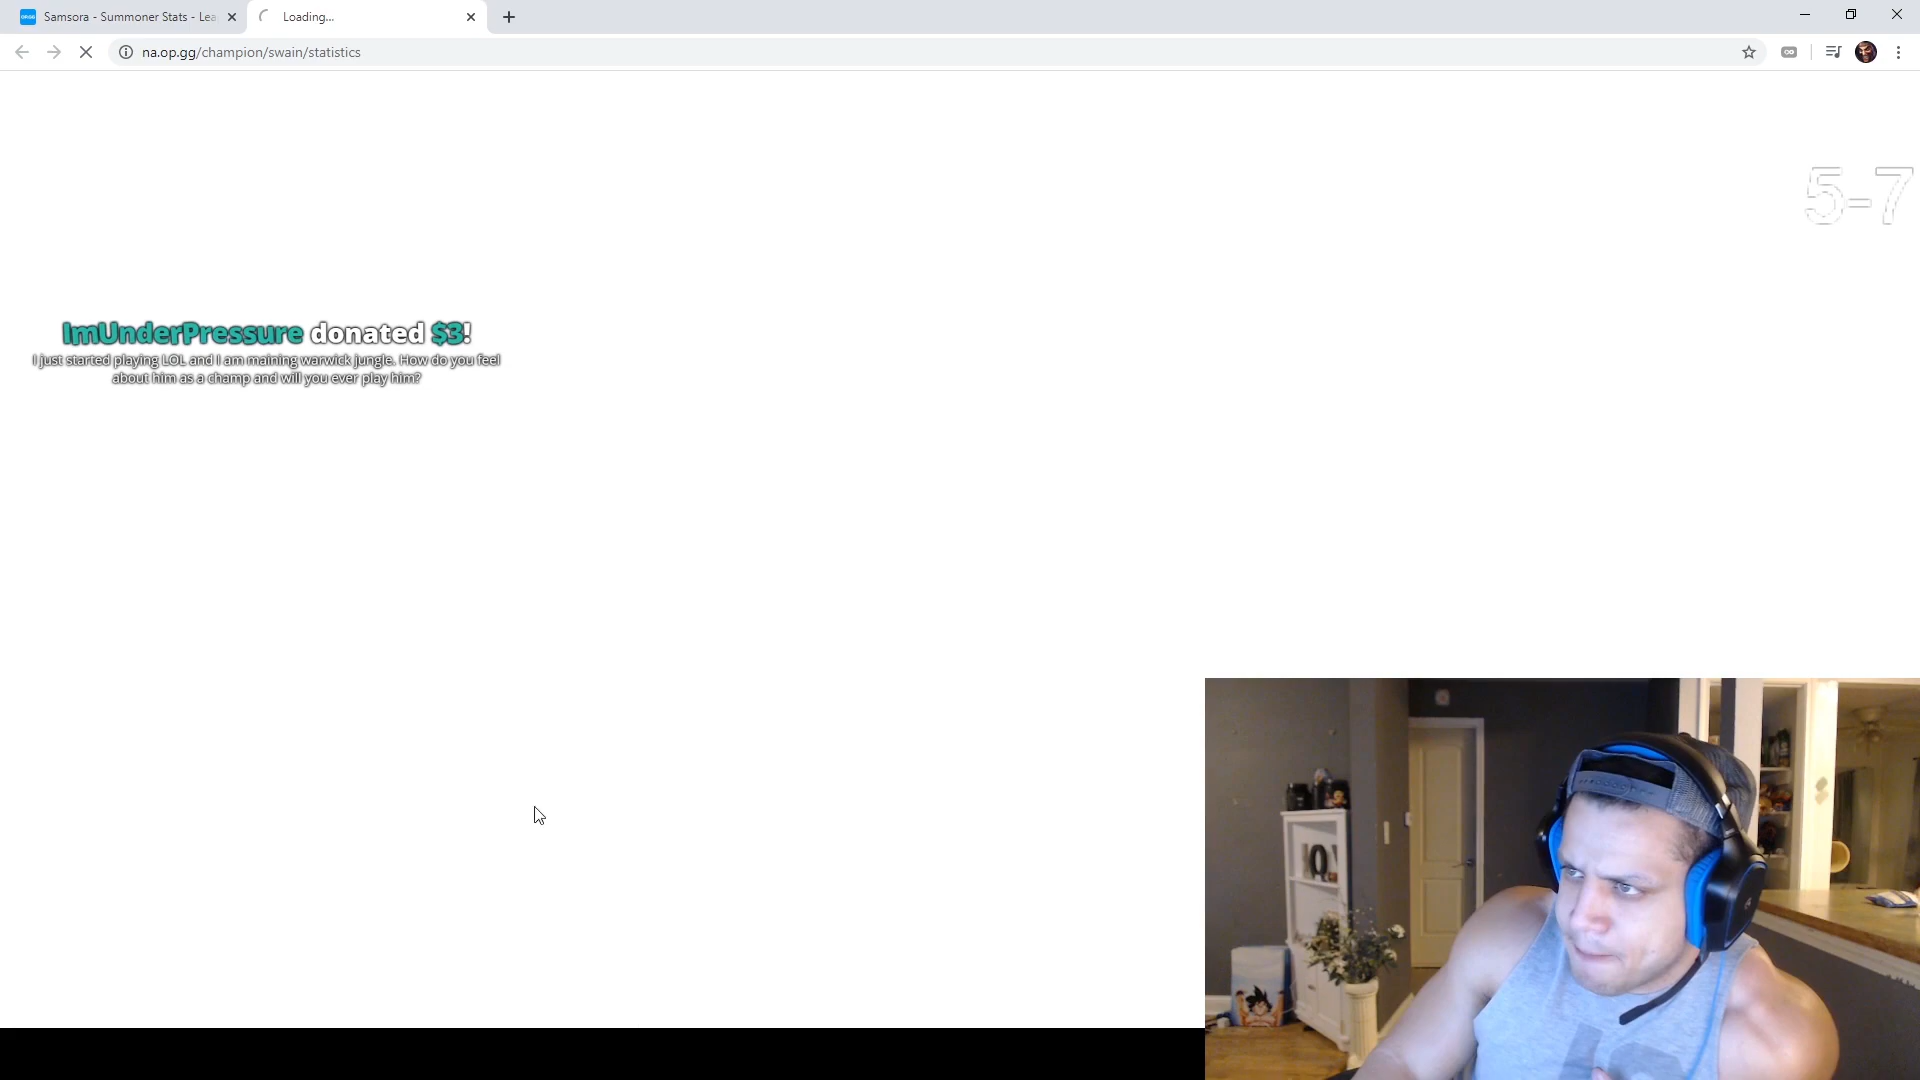 Samsora - Summoner Stats - Lea
Loading...
na.op.gg/champion/swain/statistics
5-7
ImUnderPressure donated $3!
I just started playing LOL and I am maining warwick jungle. How do you feel
about him as a champ and will you ever play him?
JOY